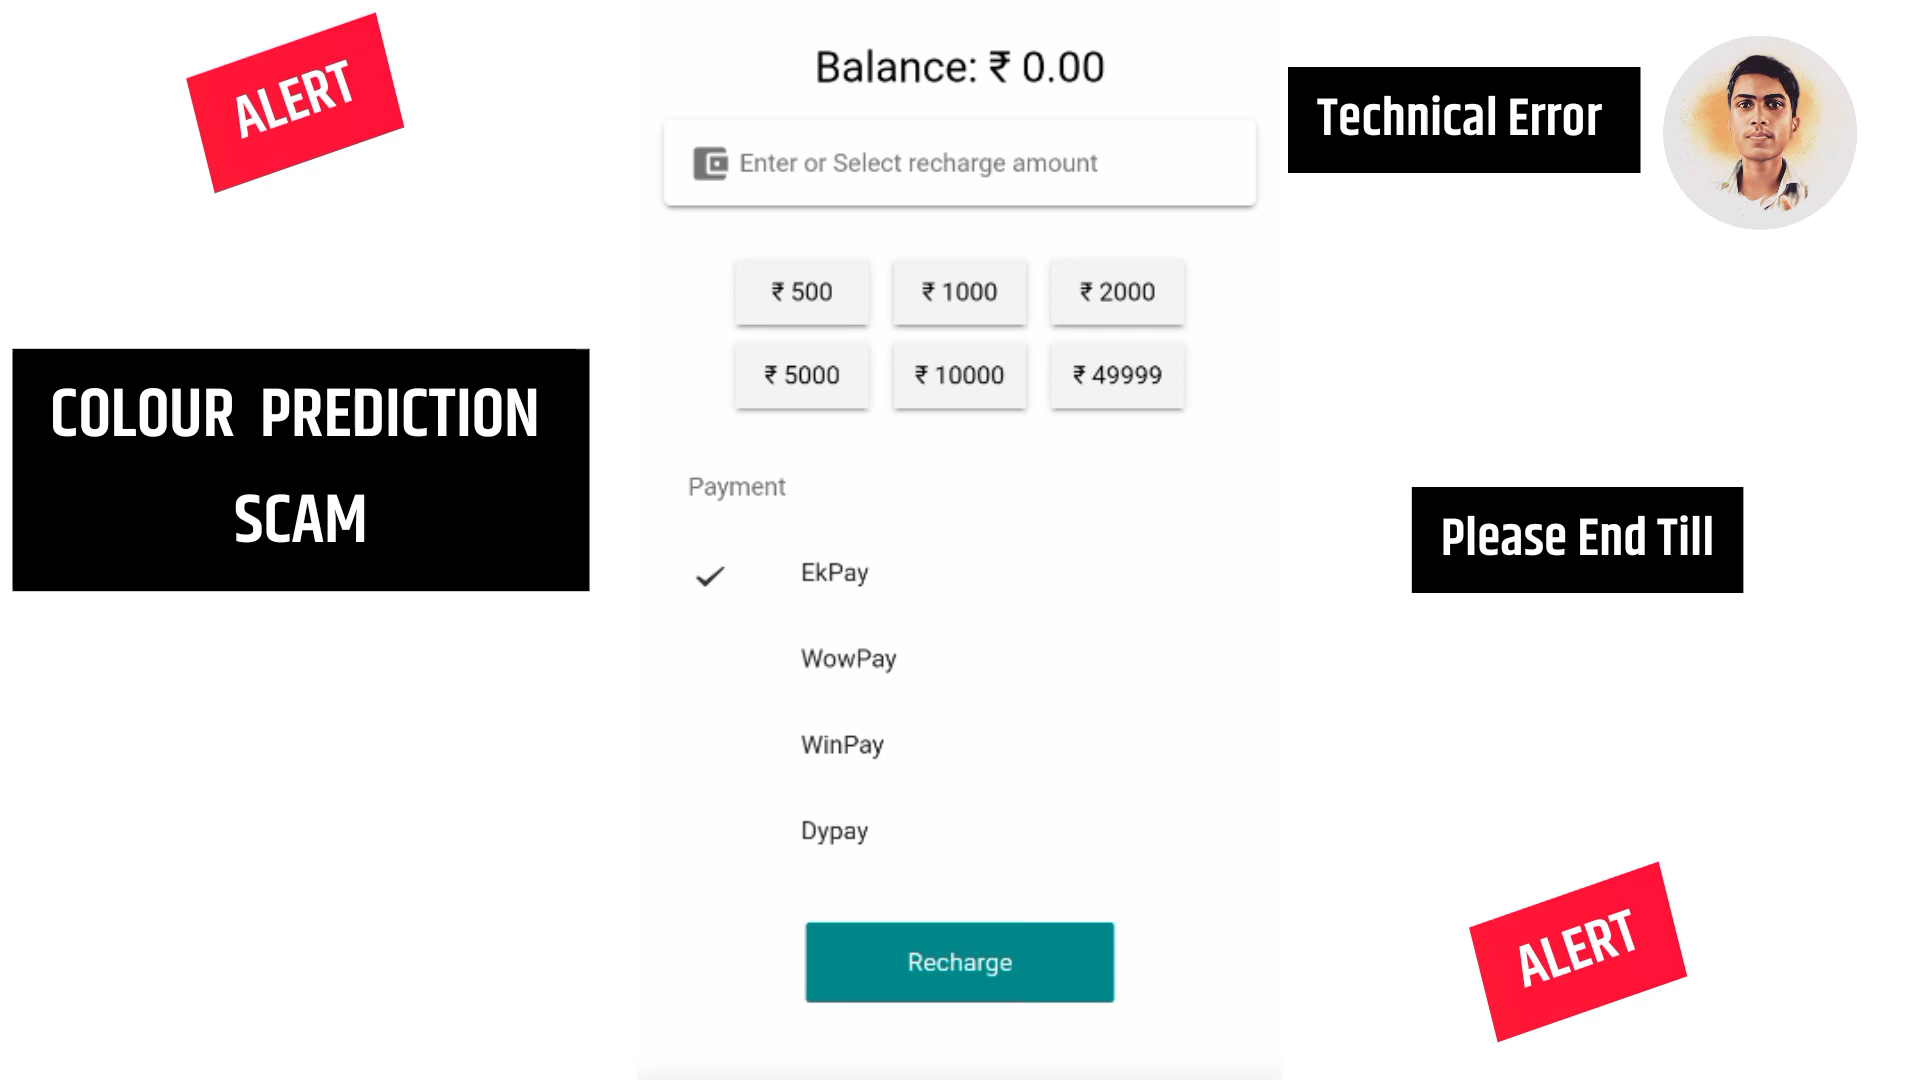 ALERT
COLOUR PREDICTION
SCAM
Balance: ₹ 0.00
Enter or Select recharge amount
₹ 500
₹ 1000
₹ 2000
₹ 5000
₹ 10000
₹ 49999
Payment
EkPay
WowPay
WinPay
Dypay
Recharge
Technical Error
Please End Till
ALERT